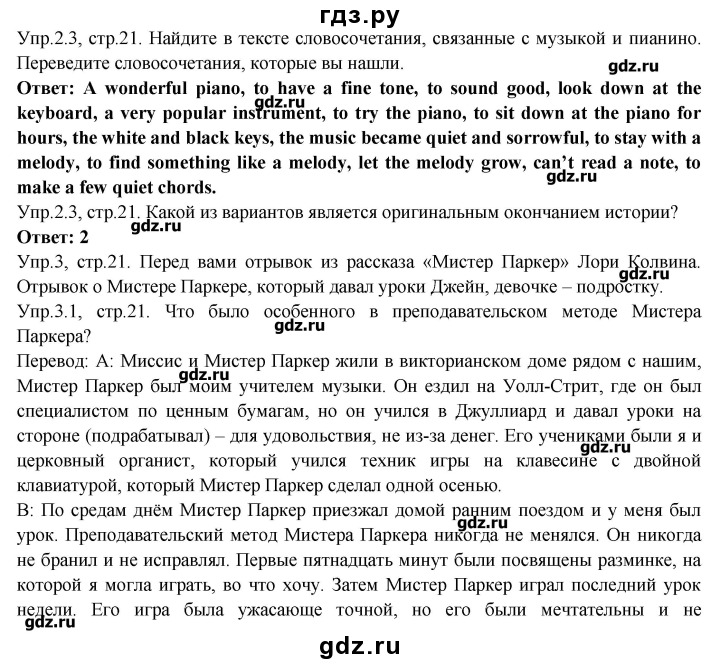 гдз.ру
Упр.2.3, стр.21. Найдите в тексте словосочетания, связанные с музыкой и пианино.
Переведите словосочетания, которые вы нашли.
gdz.ru
Ответ: A wonderful piano, to have a fine tone, to sound good, look down at the
keyboard, a very popular instrument, to try the piano, to sit down at the piano for
gdz.ru
hours, the white and black keys, the music became quiet and sorrowful, to stay with a
melody, to find something like a melody, let the melody grow, can’t read a note, to
gdz.ru
make a few quiet chords.
Упр.2.3, стр.21. Какой из вариантов является оригинальным окончанием истории?
gdz.ru
Ответ: 2
Упр.3, стр.21. Перед вами отрывок из рассказа «Мистер Паркер» Лори Колвина.
gdz.ru
Отрывок о Мистере Паркере, который давал уроки Джейн, девочке – подростку.
Упр.3.1, стр.21. Что было особенного в преподавательском методе Мистера
gdz.ru
Паркера?
Перевод: А: Миссис и Мистер Паркер жили в викторианском доме рядом с нашим,
gdz.ru
Мистер Паркер был моим учителем музыки. Он ездил на Уолл-Стрит, где он был
специалистом по ценным бумагам, но он учился в Джуллиард и давал уроки на
стороне (подрабатывал) – для удовольствия, не из-за денег. Его учениками были я и
gdz.ru
церковный органист, который учился техник игры на клавесине с двойной
клавиатурой, который Мистер Паркер сделал одной осенью.
В: По средам днём Мистер Паркер приезжал домой ранним поездом и у меня был
gdz.ru
урок. Преподавательский метод Мистера Паркера никогда не менялся. Он никогда
не бранил и не исправлял. Первые пятнадцать минут были посвящены разминке, на
которой я могла играть, во что хочу. Затем Мистер Паркер играл последний урок
недели. Его игра была ужасающе точной, но его были мечтательны и не
gdz.ru
gdz.ru